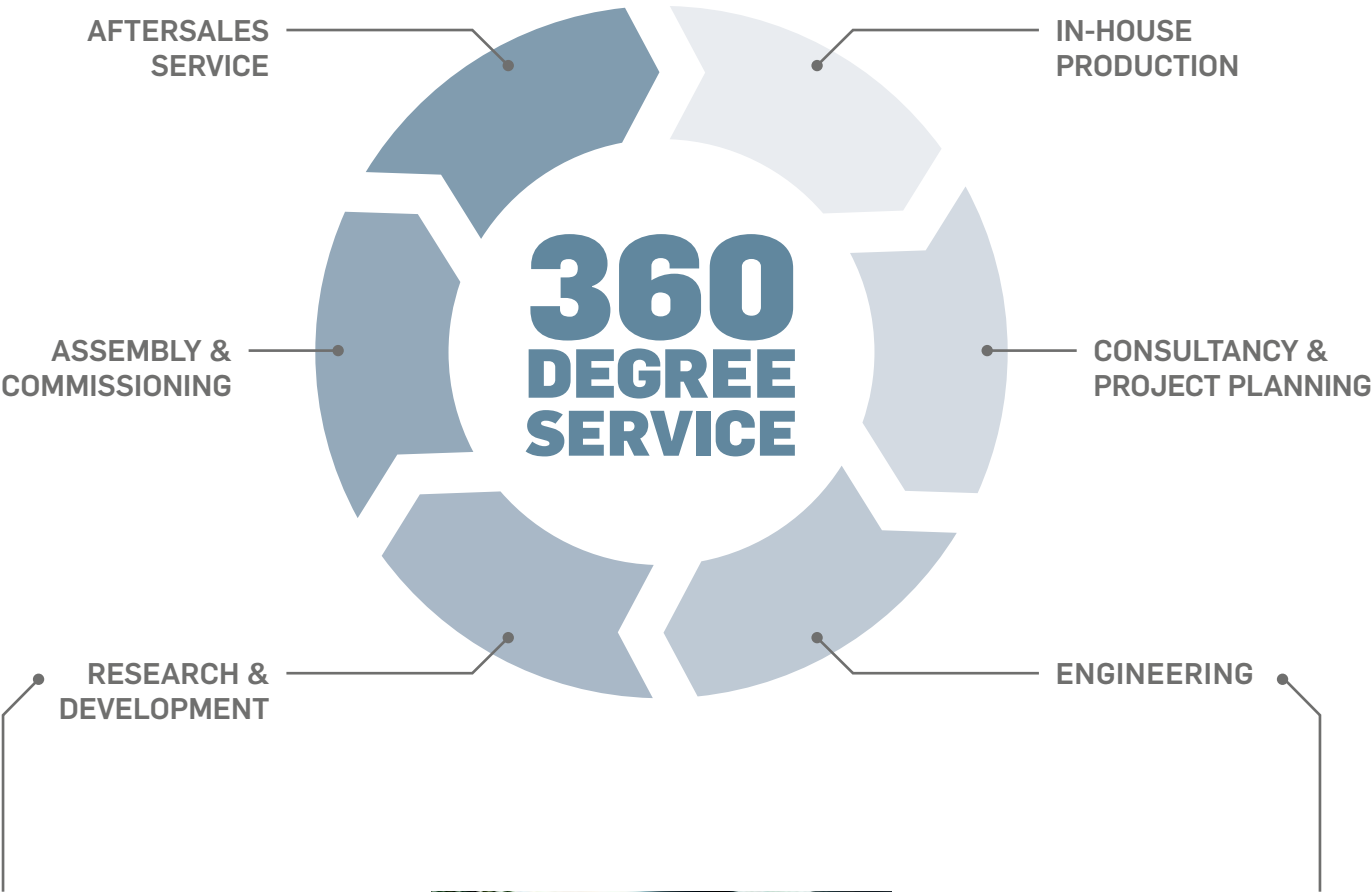 AFTERSALES
SERVICE
IN-HOUSE
PRODUCTION
360
DEGREE
SERVICE
ASSEMBLY &
COMMISSIONING
CONSULTANCY &
PROJECT PLANNING
RESEARCH &
DEVELOPMENT
ENGINEERING